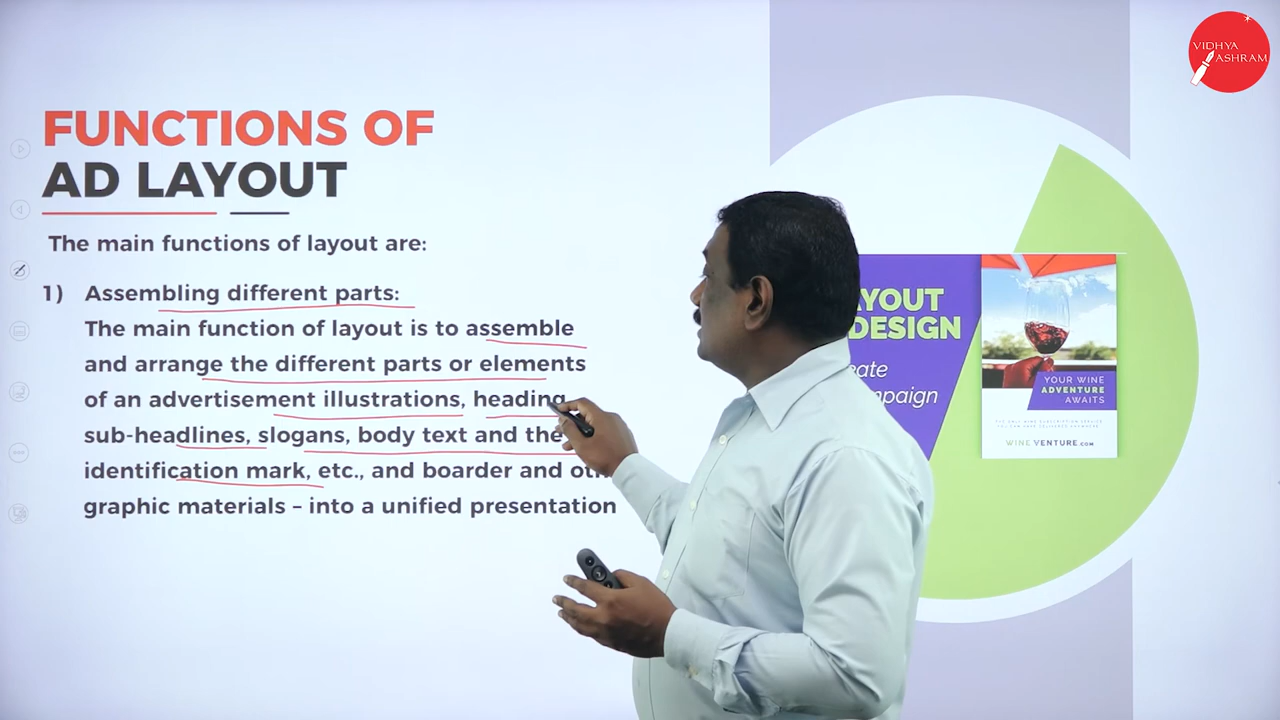 VIDHYA
ASHRAM
FUNCTIONS OF
AD LAYOUT
The main functions of layout are:
1) Assembling different parts:
The main function of layout is to assemble
and arrange the different parts or elements
of an advertisement illustrations, heading
sub-headlines, slogans, body text and the
identification mark, etc., and boarder and
graphic materials – into a unified presentation
DESIGN
YOUR WINE
ADVENTURE
AWAITS
WINE VENTURE.COM